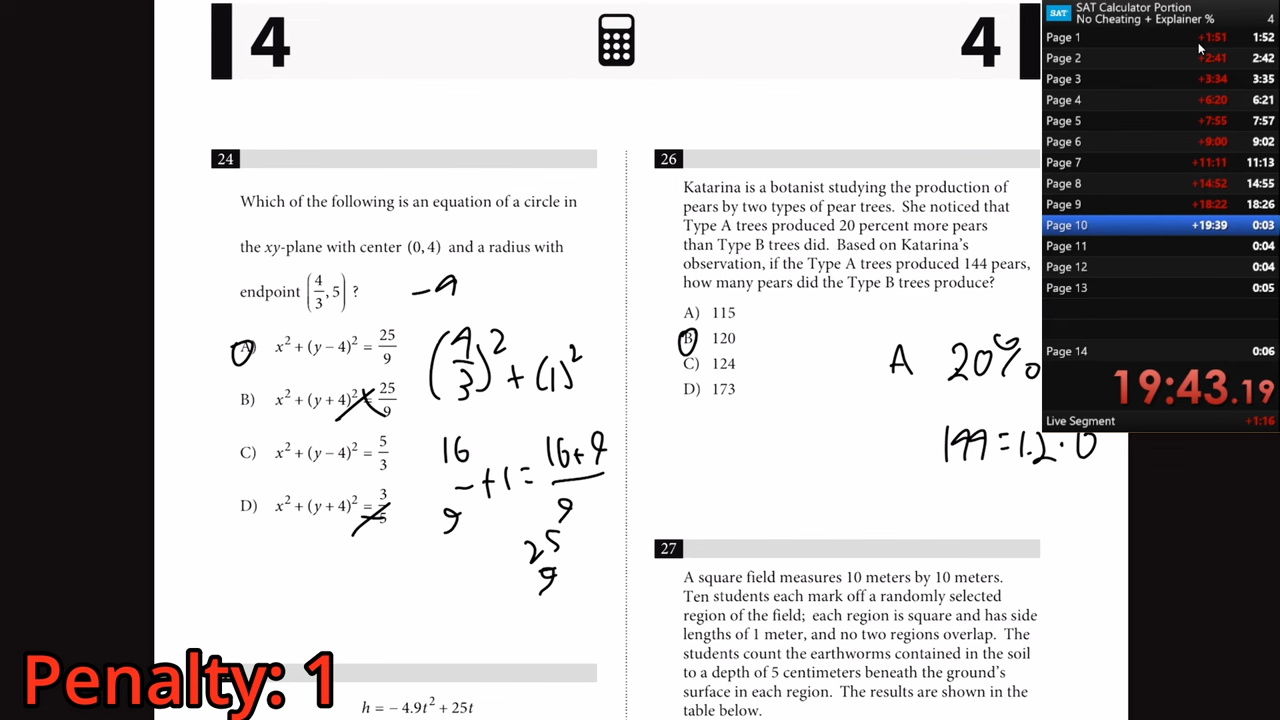 4
4
24
Which of the following is an equation of a circle in
the xy-plane with center (0, 4) and a radius with
endpoint (4/3, 5) ?
-9
A) x² + (y − 4)² = 25/9
B) x² + (y + 4)² = 25/9
C) x² + (y − 4)² = 5/3
D) x² + (y + 4)² = 3/5
(4/3)² + (1)²
16/9 + 1 = 16+9/9
25
9
h = − 4.9t² + 25t
26
Katarina is a botanist studying the production of
pears by two types of pear trees. She noticed that
Type A trees produced 20 percent more pears
than Type B trees did. Based on Katarina's
observation, if the Type A trees produced 144 pears,
how many pears did the Type B trees produce?
A) 115
B) 120
C) 124
D) 173
A 20%
144 = 1.2 · 0
27
A square field measures 10 meters by 10 meters.
Ten students each mark off a randomly selected
region of the field; each region is square and has side
lengths of 1 meter, and no two regions overlap. The
students count the earthworms contained in the soil
to a depth of 5 centimeters beneath the ground's
surface in each region. The results are shown in the
table below.
SAT
SAT Calculator Portion
No Cheating + Explainer % 4
Page 1 +1:51 1:52
Page 2 +2:41 2:42
Page 3 +3:34 3:35
Page 4 +6:20 6:21
Page 5 +7:55 7:57
Page 6 +9:00 9:02
Page 7 +11:11 11:13
Page 8 +14:52 14:55
Page 9 +18:22 18:26
Page 10 +19:39 0:03
Page 11 0:04
Page 12 0:04
Page 13 0:05
Page 14 0:06
19:43.19
Live Segment +1:16
Penalty: 1